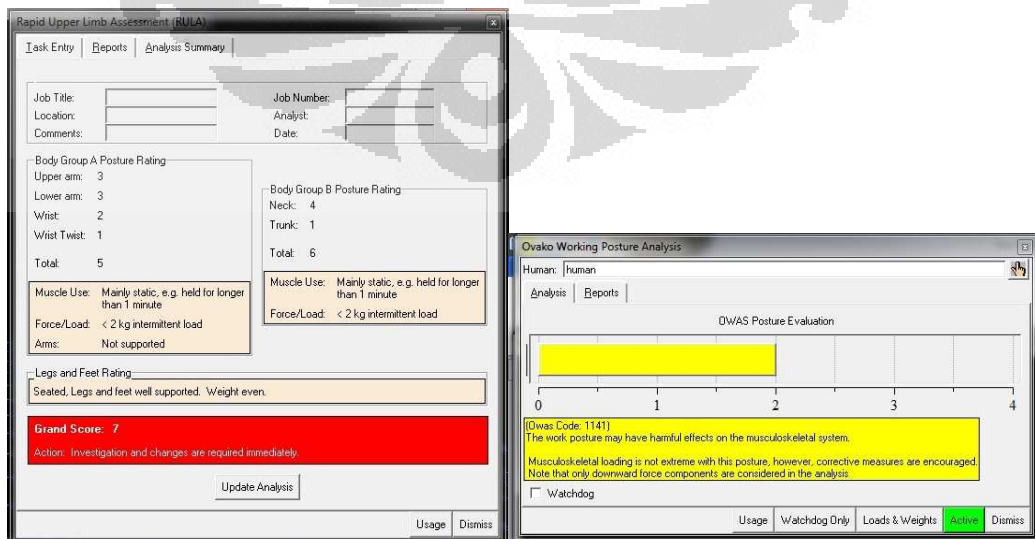 Rapid Upper Limb Assessment (RULA)
Task Entry Reports Analysis Summary
Job Title: Job Number:
Location: Analyst:
Comments: Date:
Body Group A Posture Rating
Upper arm: 3
Lower arm: 3
Wrist: 2
Wrist Twist: 1
Total: 5
Muscle Use: Mainly static, e.g. held for longer
than 1 minute
Force/Load: < 2 kg intermittent load
Arms: Not supported
Body Group B Posture Rating
Neck: 4
Trunk: 1
Total: 6
Muscle Use: Mainly static, e.g. held for longer
than 1 minute
Force/Load: < 2 kg intermittent load
Legs and Feet Rating
Seated, Legs and feet well supported. Weight even.
Grand Score: 7
Action: Investigation and changes are required immediately.
Update Analysis
Usage Dismiss
Ovako Working Posture Analysis
Human: human
Analysis Reports
OWAS Posture Evaluation
0 1 2 3 4
(Owas Code: 1141)
The work posture may have harmful effects on the musculoskeletal system.
Musculoskeletal loading is not extreme with this posture, however, corrective measures are encouraged.
Note that only downward force components are considered in the analysis
Watchdog
Usage Watchdog Only Loads & Weights Active Dismiss